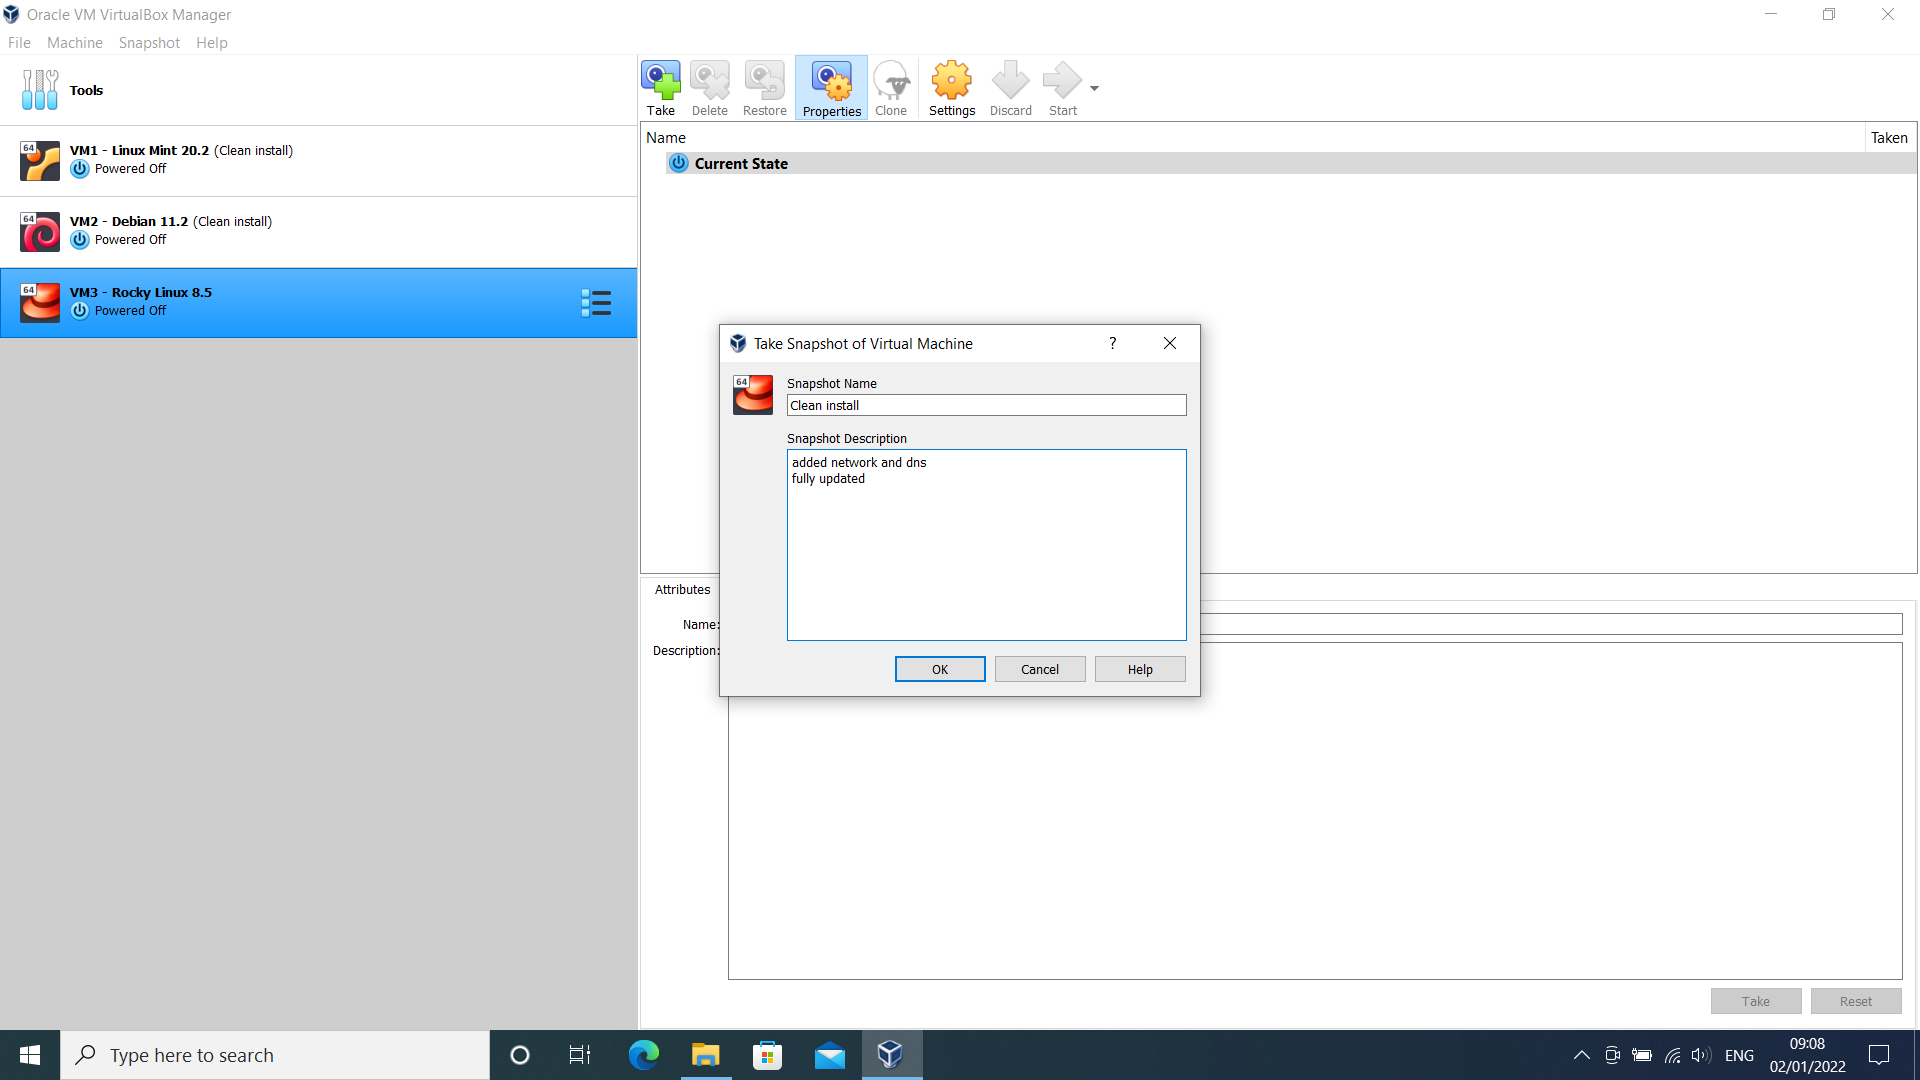 Oracle VM VirtualBox Manager
File Machine Snapshot Help
Tools
64
VM1 - Linux Mint 20.2 (Clean install)
Powered Off
64
VM2 - Debian 11.2 (Clean install)
Powered Off
64
VM3 - Rocky Linux 8.5
Powered Off
Take Delete Restore Properties Clone Settings Discard Start
Name Taken
Current State
Take Snapshot of Virtual Machine ?
64
Snapshot Name
Clean install
Snapshot Description
added network and dns
fully updated
OK Cancel Help
Attributes
Name:
Description:
Take Reset
Type here to search
ENG
09:08
02/01/2022